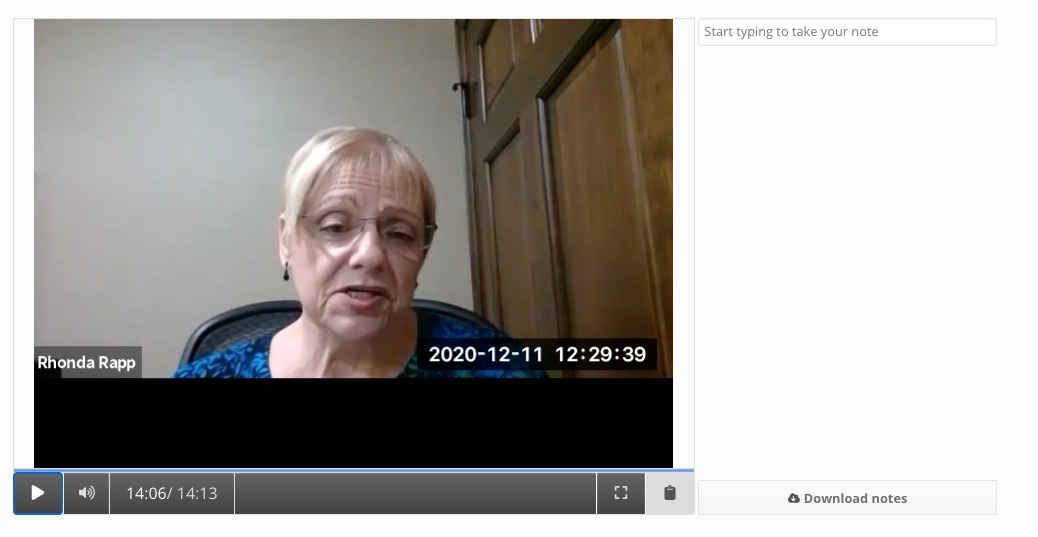 Start typing to take your note
Rhonda Rapp
2020-12-11 12:29:39
14:06/ 14:13
Download notes